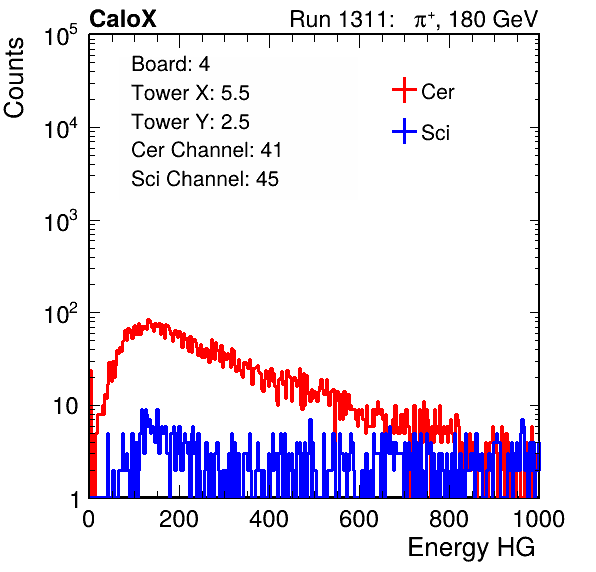 CaloX Run 1311: π⁺, 180 GeV
Counts
Board: 4
Tower X: 5.5
Tower Y: 2.5
Cer Channel: 41
Sci Channel: 45
Cer
Sci
10⁵
10⁴
10³
10²
10
1
0 200 400 600 800 1000
Energy HG